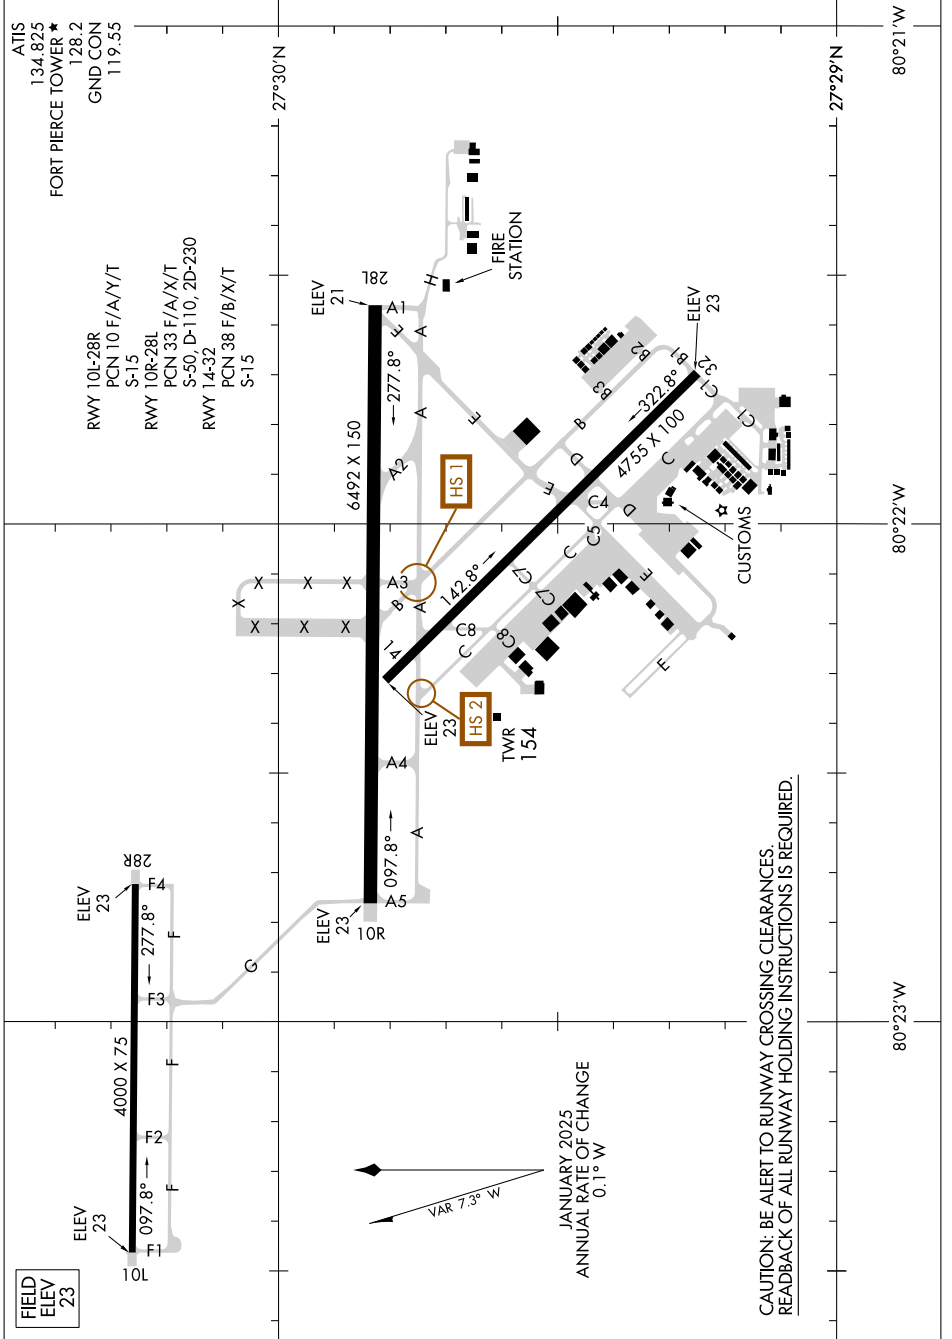 FIELD
ELEV
23
ATIS
134.825
FORT PIERCE TOWER ★
128.2
GND CON
119.55
RWY 10L-28R
PCN 10 F/A/Y/T
S-15
RWY 10R-28L
PCN 33 F/A/X/T
S-50, D-110, 2D-230
RWY 14-32
PCN 38 F/B/X/T
S-15
10L
ELEV
23
097.8°
4000 X 75
277.8°
ELEV
23
28R
F1
F
F2
F
F3
F
F4
G
27°30'N
X
X
X
X
X
X
X
ELEV
23
10R
097.8°
6492 X 150
277.8°
ELEV
21
28L
A5
A
A4
A
A3
B
A2
A
A
A1
E
H
FIRE
STATION
HS 1
HS 2
ELEV
23
14
142.8°
4755 X 100
322.8°
32
ELEV
23
TWR
154
C
C8
C8
C7
C7
C
C5
C4
E
E
D
D
B
B3
B2
B1
C
C1
C1
E
E
CUSTOMS
27°29'N
VAR 7.3° W
JANUARY 2025
ANNUAL RATE OF CHANGE
0.1° W
CAUTION: BE ALERT TO RUNWAY CROSSING CLEARANCES.
READBACK OF ALL RUNWAY HOLDING INSTRUCTIONS IS REQUIRED.
80°23'W
80°22'W
80°21'W